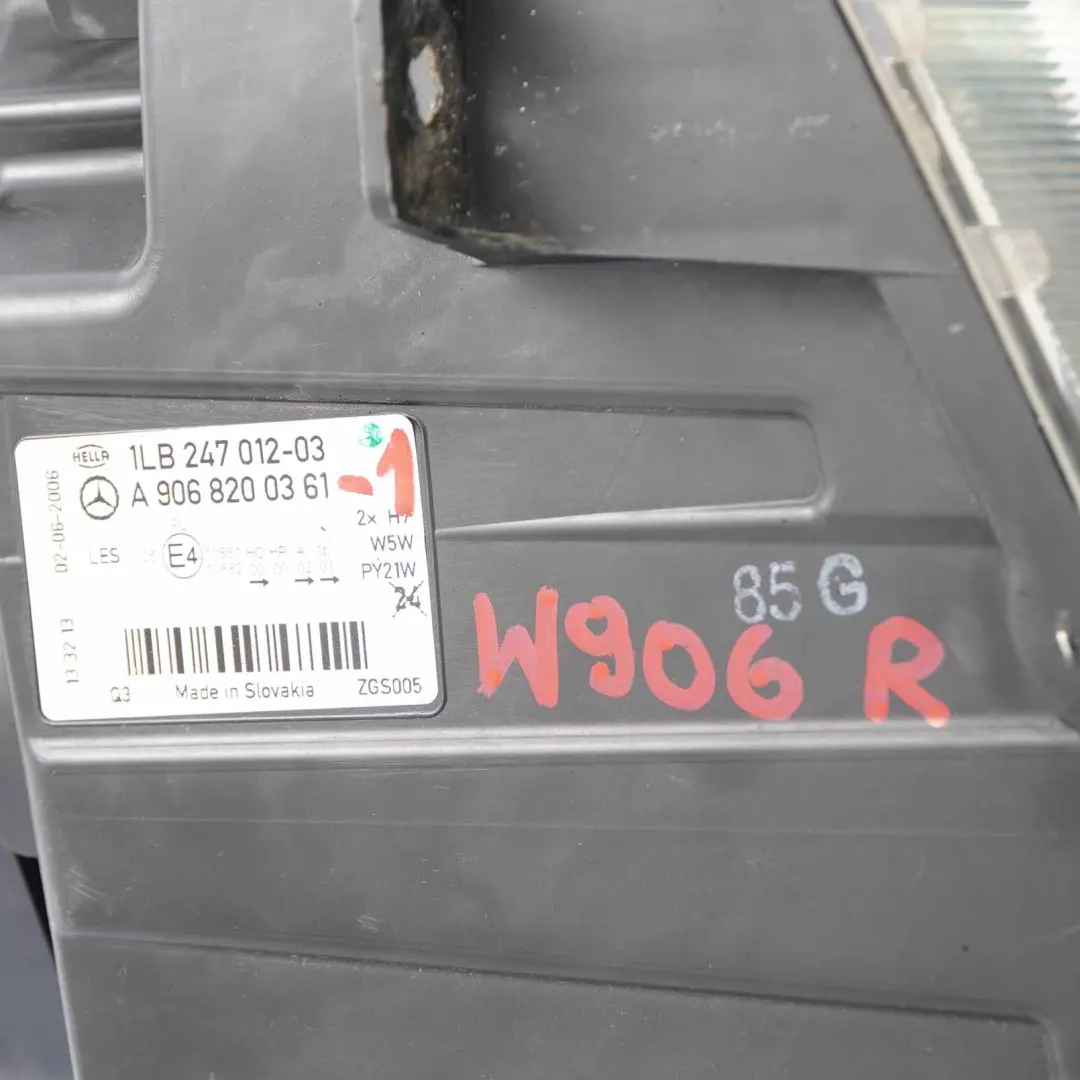 HELLA 1LB 247 012-03
A 906 820 03 61 -1
2x H7
W5W
PY21W
24
LES E4
02-06-2006
13 32 13
Q3 Made in Slovakia ZGS005
85 G
W906 R